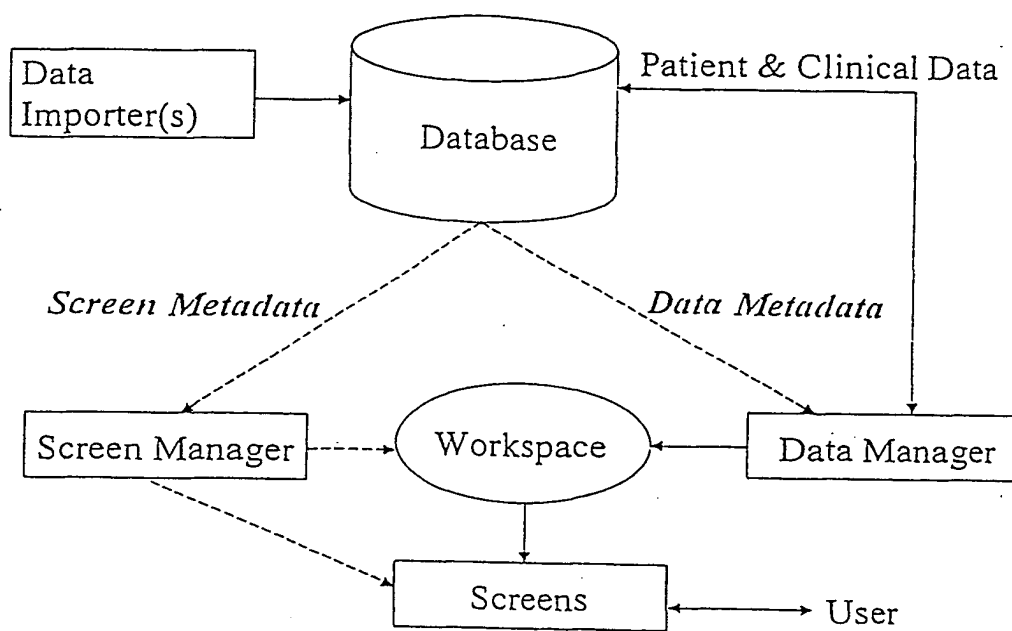 Data
Importer(s)
Database
Patient & Clinical Data
Screen Metadata
Data Metadata
Screen Manager
Workspace
Data Manager
Screens
User